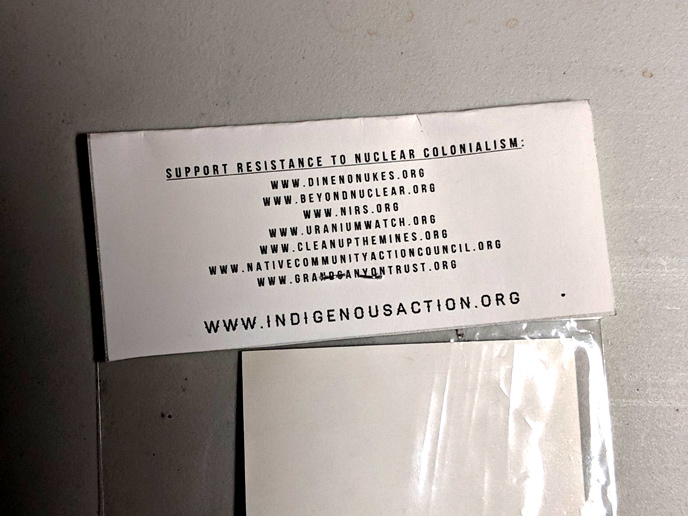 SUPPORT RESISTANCE TO NUCLEAR COLONIALISM:
WWW.DINENONUKES.ORG
WWW.BEYONDNUCLEAR.ORG
WWW.NIRS.ORG
WWW.URANIUMWATCH.ORG
WWW.CLEANUPTHEMINES.ORG
WWW.NATIVECOMMUNITYACTIONCOUNCIL.ORG
WWW.GRANDCANYONTRUST.ORG
WWW.INDIGENOUSACTION.ORG